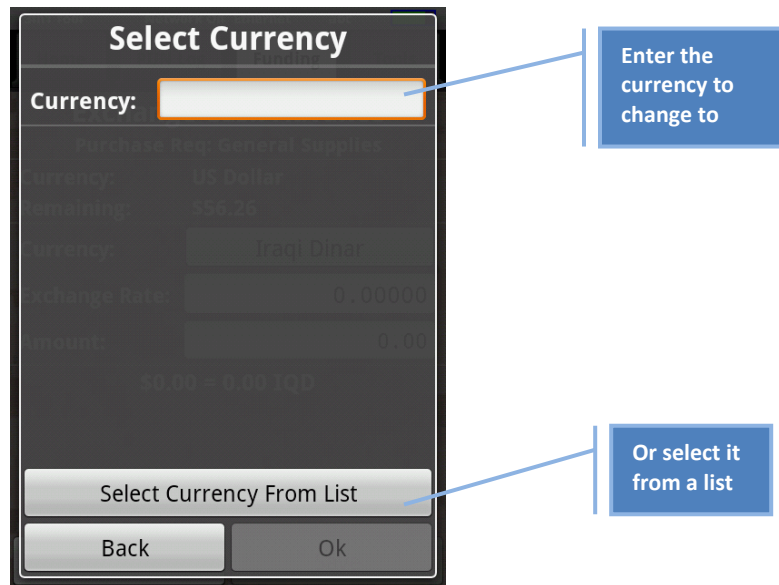 Select Currency
Funding
Currency:
Purchase Req: General Supplies
Currency: US Dollar
Remaining: $56.26
Currency: Iraqi Dinar
Exchange Rate: 0.00000
Amount: 0.00
$0.00 = 0.00 IQD
Select Currency From List
Back Ok
Enter the
currency to
change to
Or select it
from a list